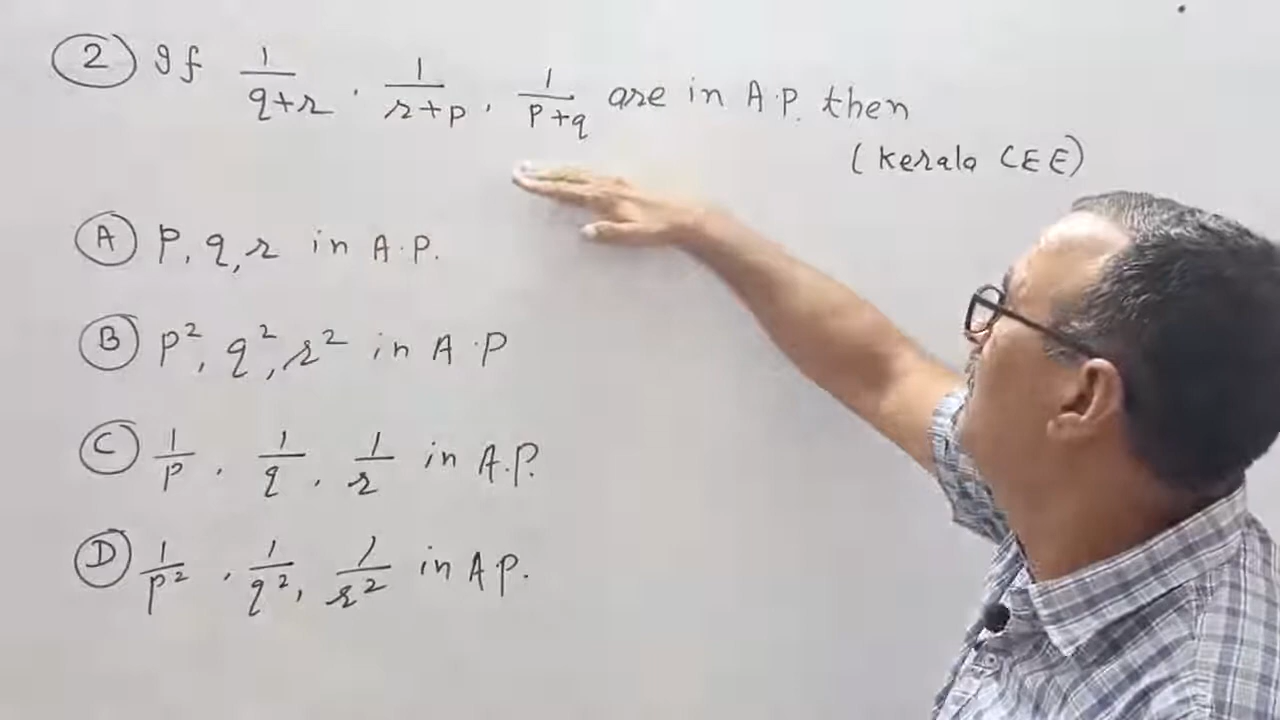 2 If 1/(q+r), 1/(r+p), 1/(p+q) are in A.P. then
(Kerala CEE)
A P, q, r in A.P.
B P², q², r² in A.P
C 1/P, 1/q, 1/r in A.P.
D 1/P², 1/q², 1/r² in A P.